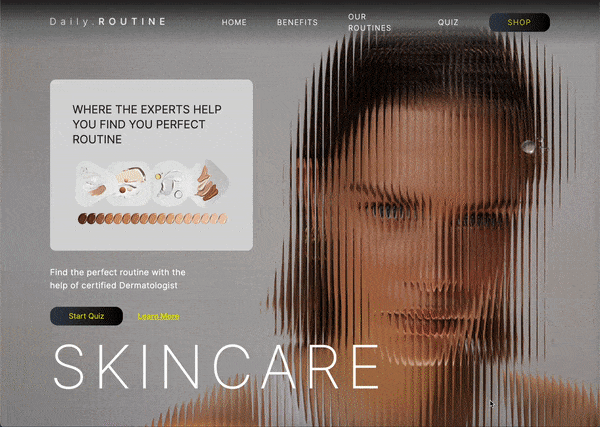 Daily.ROUTINE
HOME
BENEFITS
OUR
ROUTINES
QUIZ
SHOP
WHERE THE EXPERTS HELP
YOU FIND YOU PERFECT
ROUTINE
Find the perfect routine with the
help of certified Dermatologist
Start Quiz
Learn More
SKINCARE